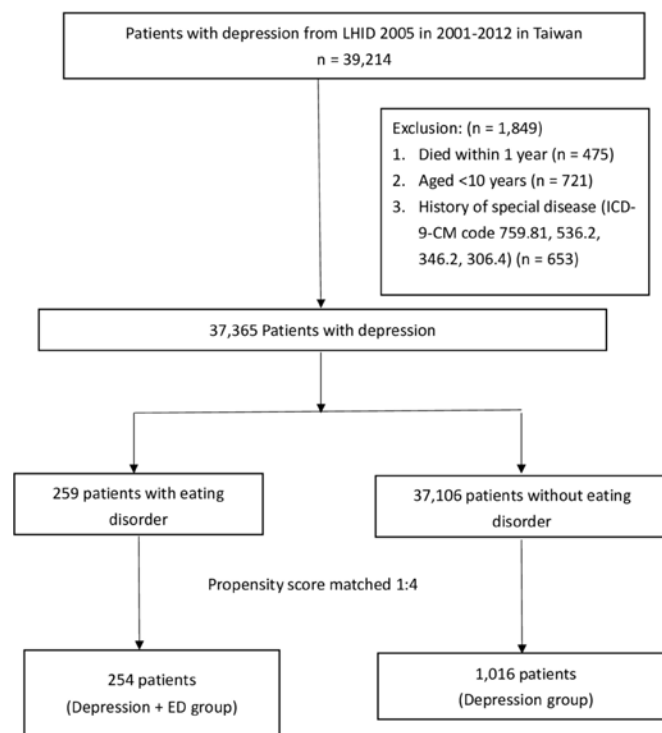 Patients with depression from LHID 2005 in 2001-2012 in Taiwan
n = 39,214
Exclusion: (n = 1,849)
1. Died within 1 year (n = 475)
2. Aged <10 years (n = 721)
3. History of special disease (ICD-
9-CM code 759.81, 536.2,
346.2, 306.4) (n = 653)
37,365 Patients with depression
259 patients with eating
disorder
37,106 patients without eating
disorder
Propensity score matched 1:4
254 patients
(Depression + ED group)
1,016 patients
(Depression group)